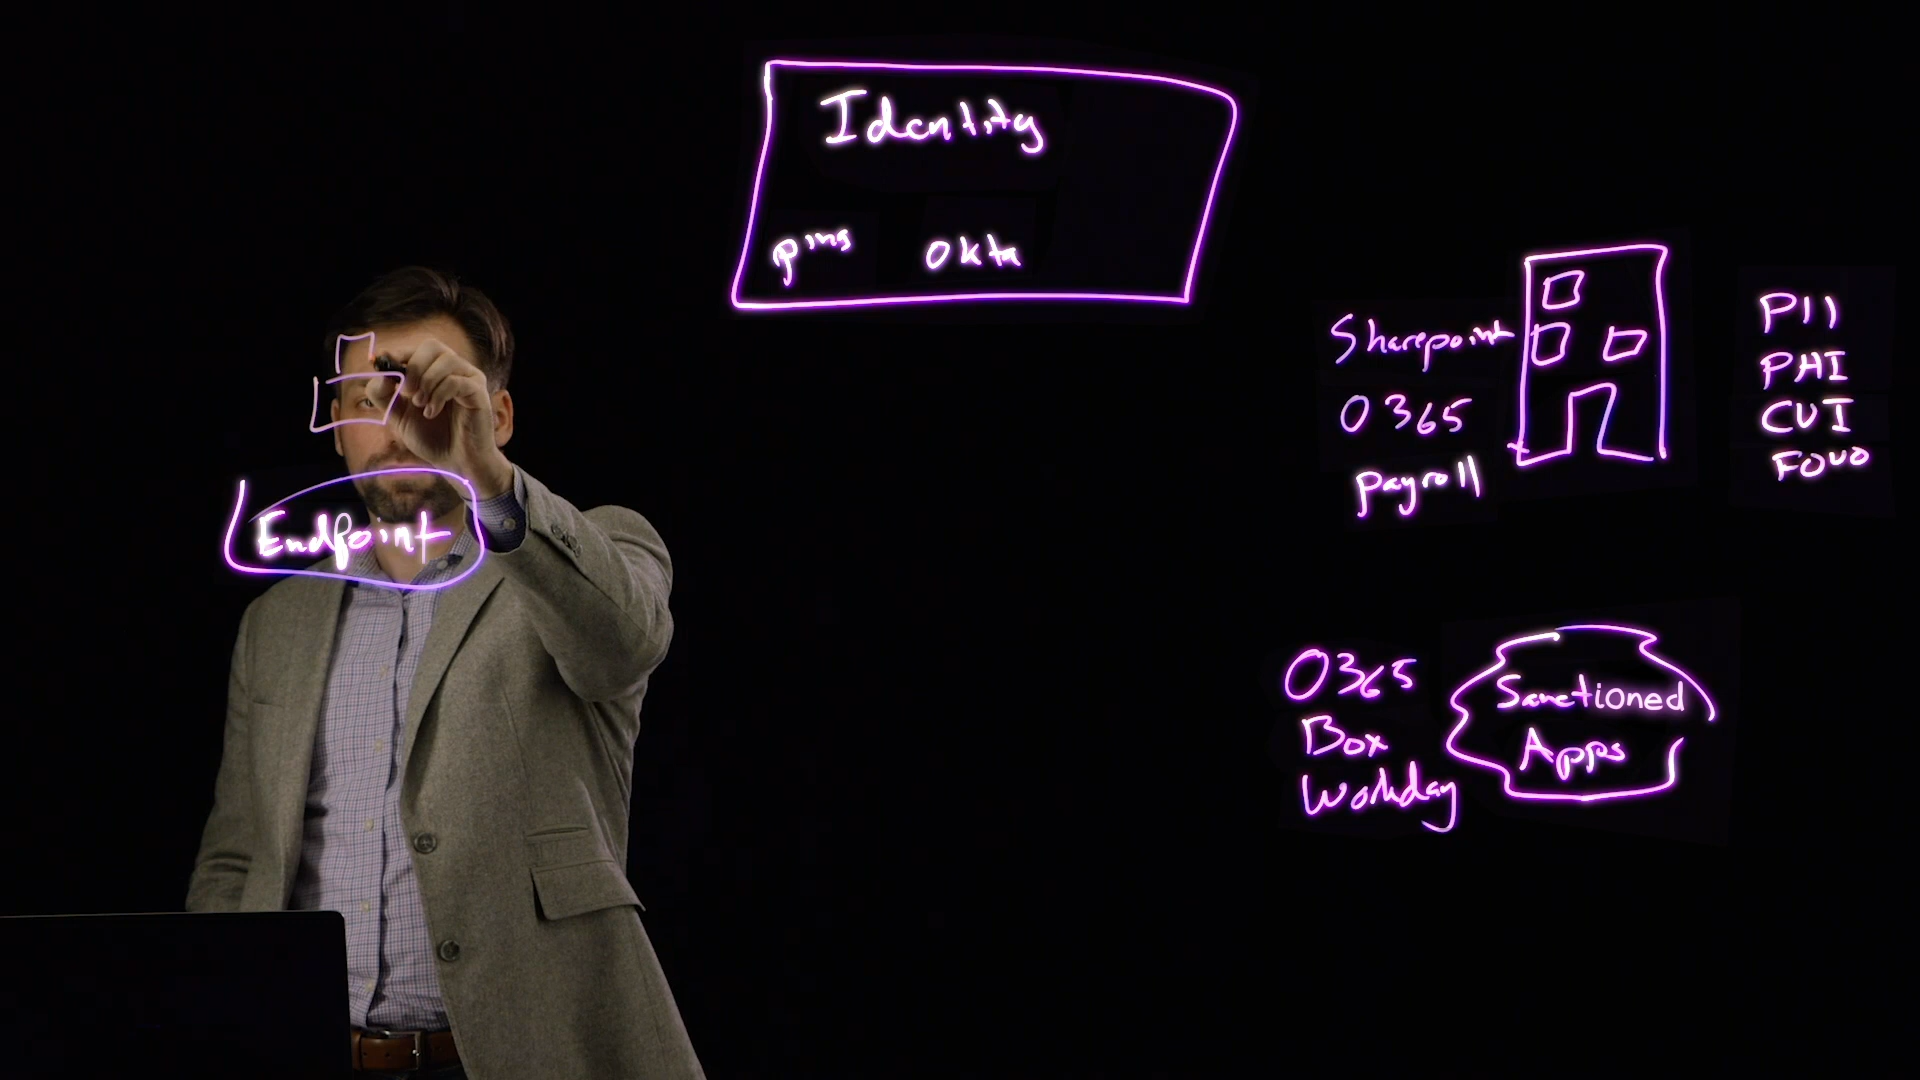 Identity
ping okta
Sharepoint
O365
payroll
PII
PHI
CUI
FOUO
Endpoint
O365
Box
Workday
Sanctioned
Apps